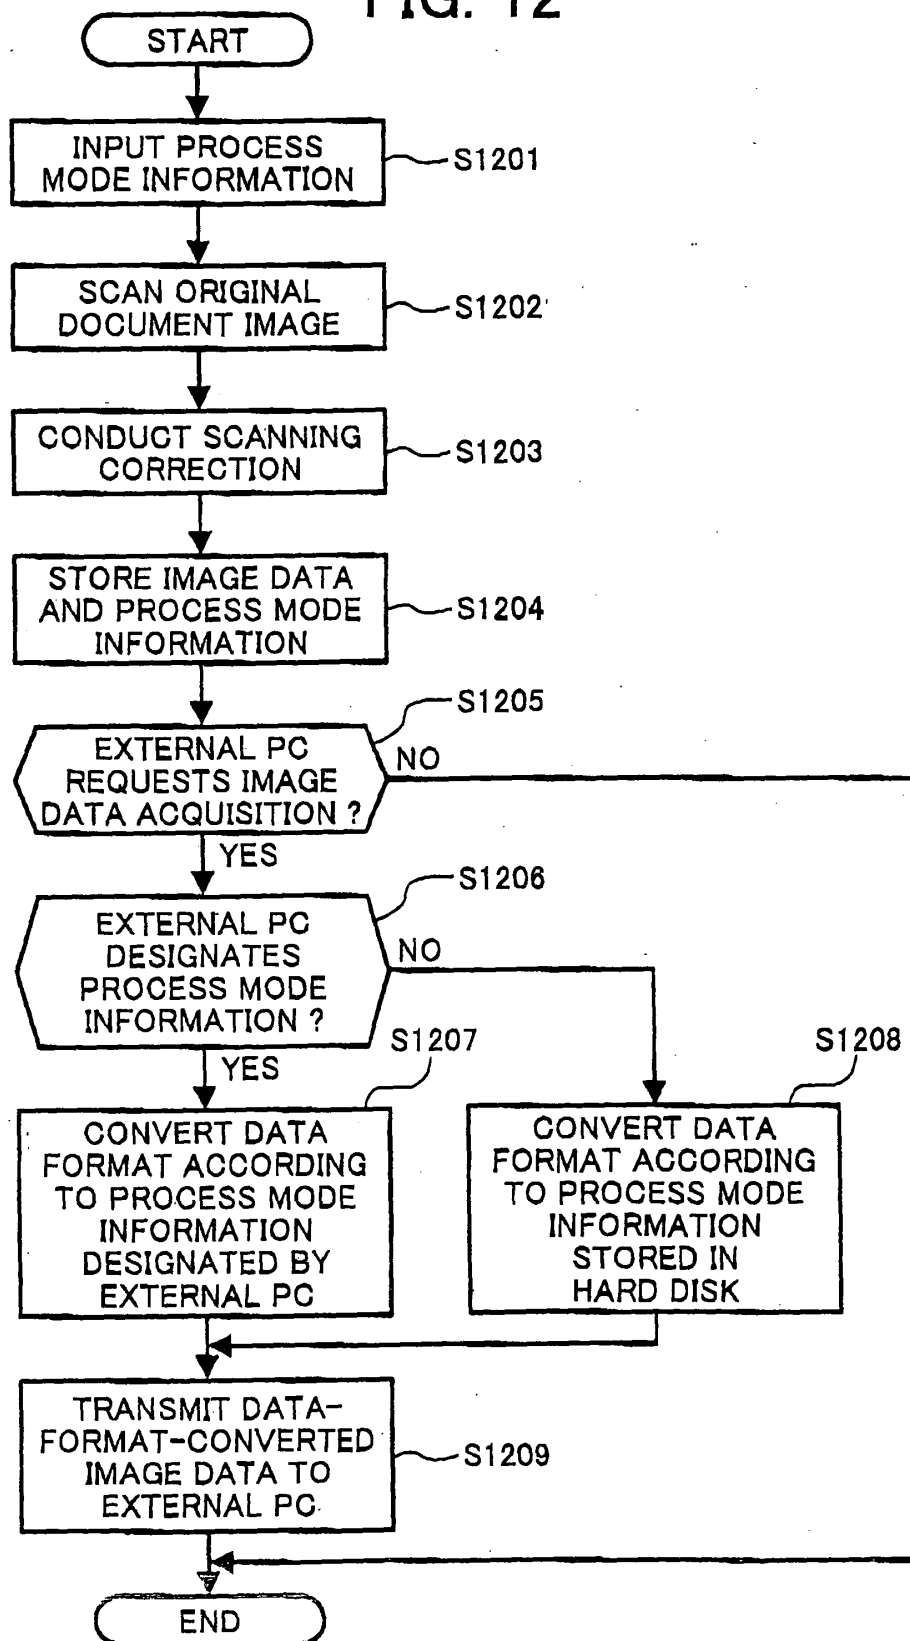 FIG. 12
START
INPUT PROCESS
MODE INFORMATION
S1201
SCAN ORIGINAL
DOCUMENT IMAGE
S1202
CONDUCT SCANNING
CORRECTION
S1203
STORE IMAGE DATA
AND PROCESS MODE
INFORMATION
S1204
S1205
EXTERNAL PC
REQUESTS IMAGE
DATA ACQUISITION ?
NO
YES
S1206
EXTERNAL PC
DESIGNATES
PROCESS MODE
INFORMATION ?
NO
YES
S1207
CONVERT DATA
FORMAT ACCORDING
TO PROCESS MODE
INFORMATION
DESIGNATED BY
EXTERNAL PC
S1208
CONVERT DATA
FORMAT ACCORDING
TO PROCESS MODE
INFORMATION
STORED IN
HARD DISK
TRANSMIT DATA-
FORMAT-CONVERTED
IMAGE DATA TO
EXTERNAL PC
S1209
END